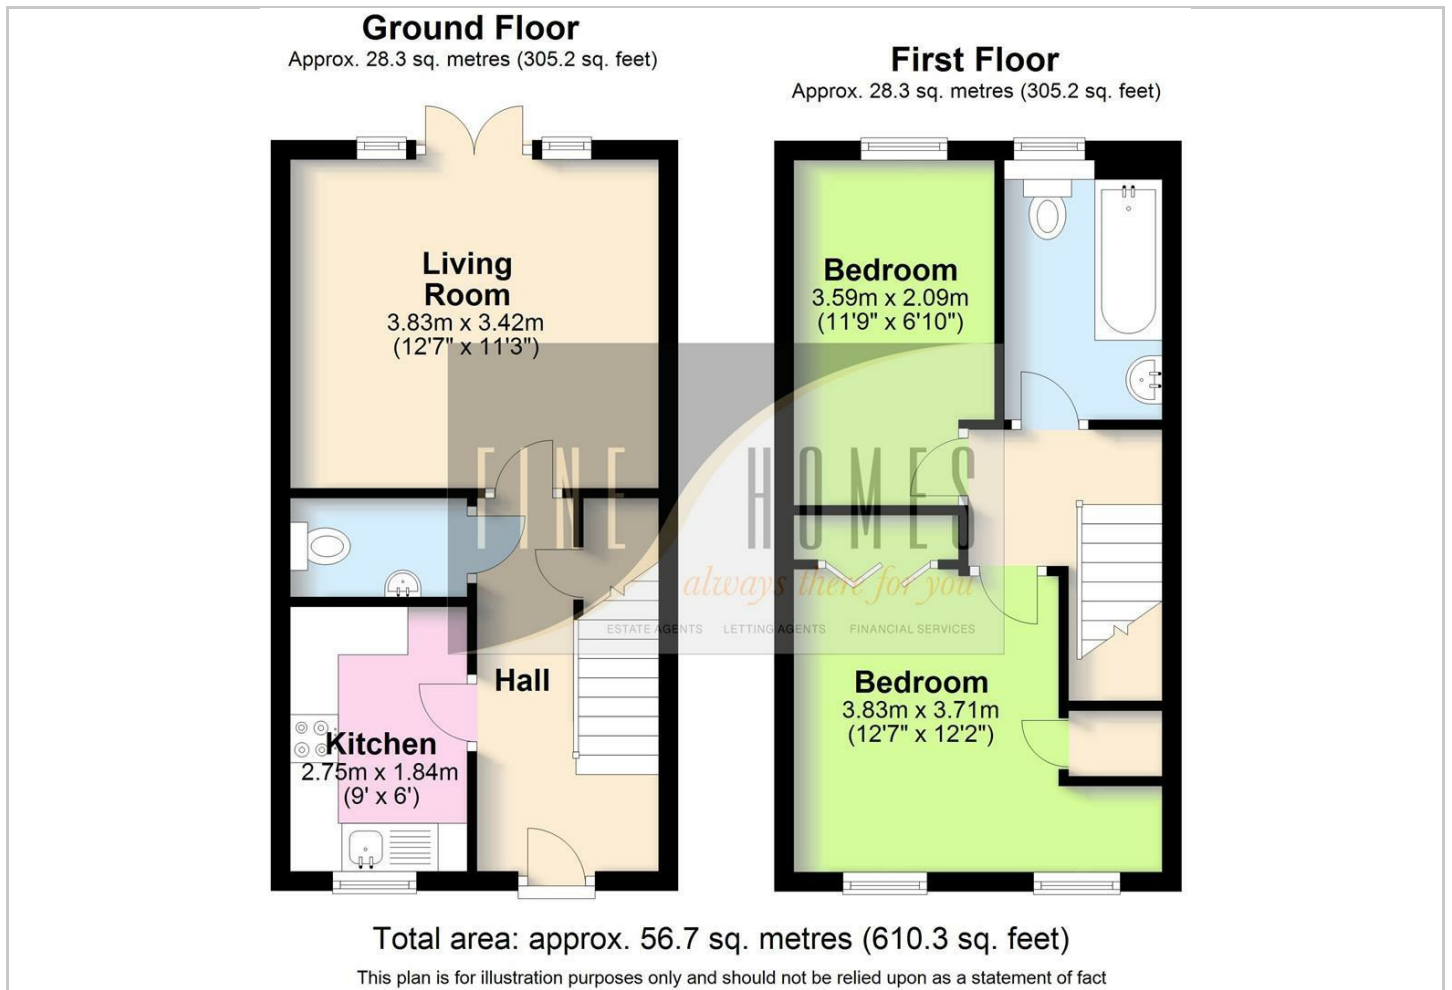 Ground Floor
Approx. 28.3 sq. metres (305.2 sq. feet)
Living
Room
3.83m x 3.42m
(12'7" x 11'3")
Hall
Kitchen
2.75m x 1.84m
(9' x 6')
First Floor
Approx. 28.3 sq. metres (305.2 sq. feet)
Bedroom
3.59m x 2.09m
(11'9" x 6'10")
Bedroom
3.83m x 3.71m
(12'7" x 12'2")
FINE HOMES
always there for you
ESTATE AGENTS LETTING AGENTS FINANCIAL SERVICES
Total area: approx. 56.7 sq. metres (610.3 sq. feet)
This plan is for illustration purposes only and should not be relied upon as a statement of fact